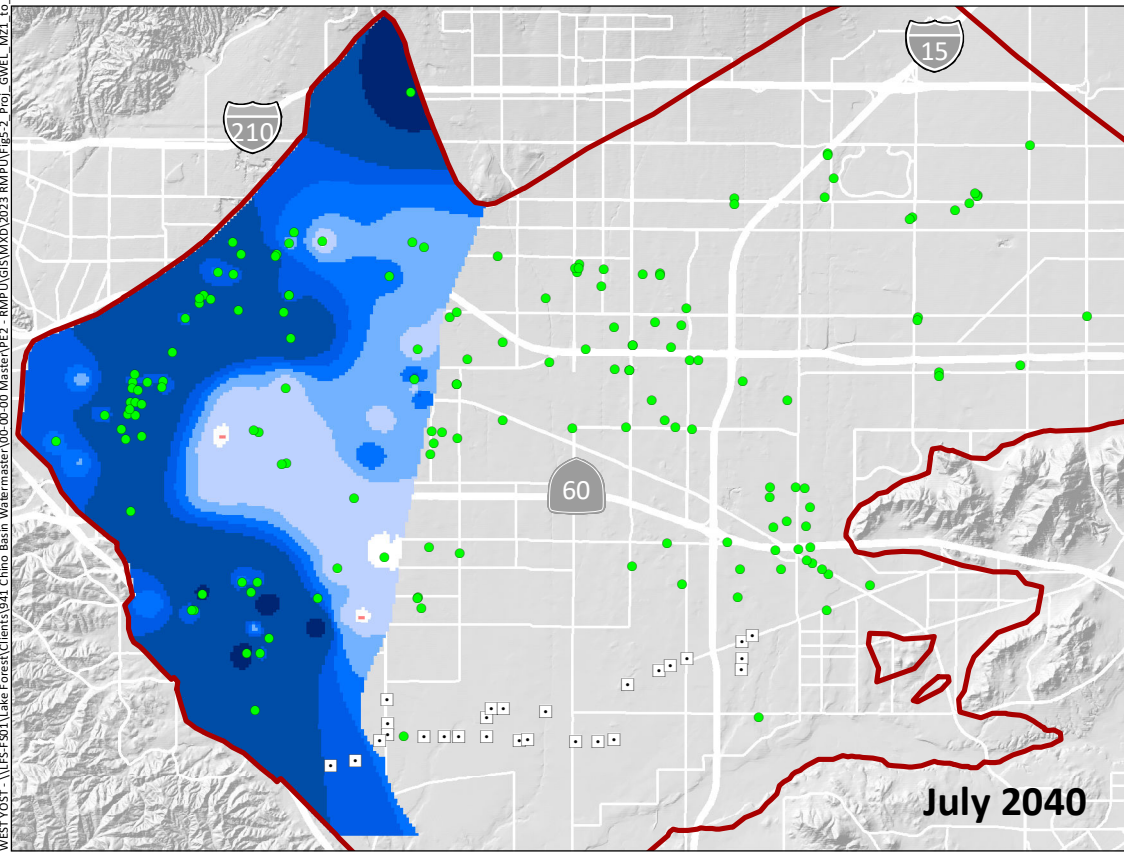 WEST YOST - \\LFS-FS01\Lake Forest\Clients\941 Chino Basin Watermaster\00-00-00 Master\PE2 - RMPU\GIS\MXD\2023 RMPU\Fig5-2_Proj_GWEL_MZ1_to_
15
210
60
July 2040